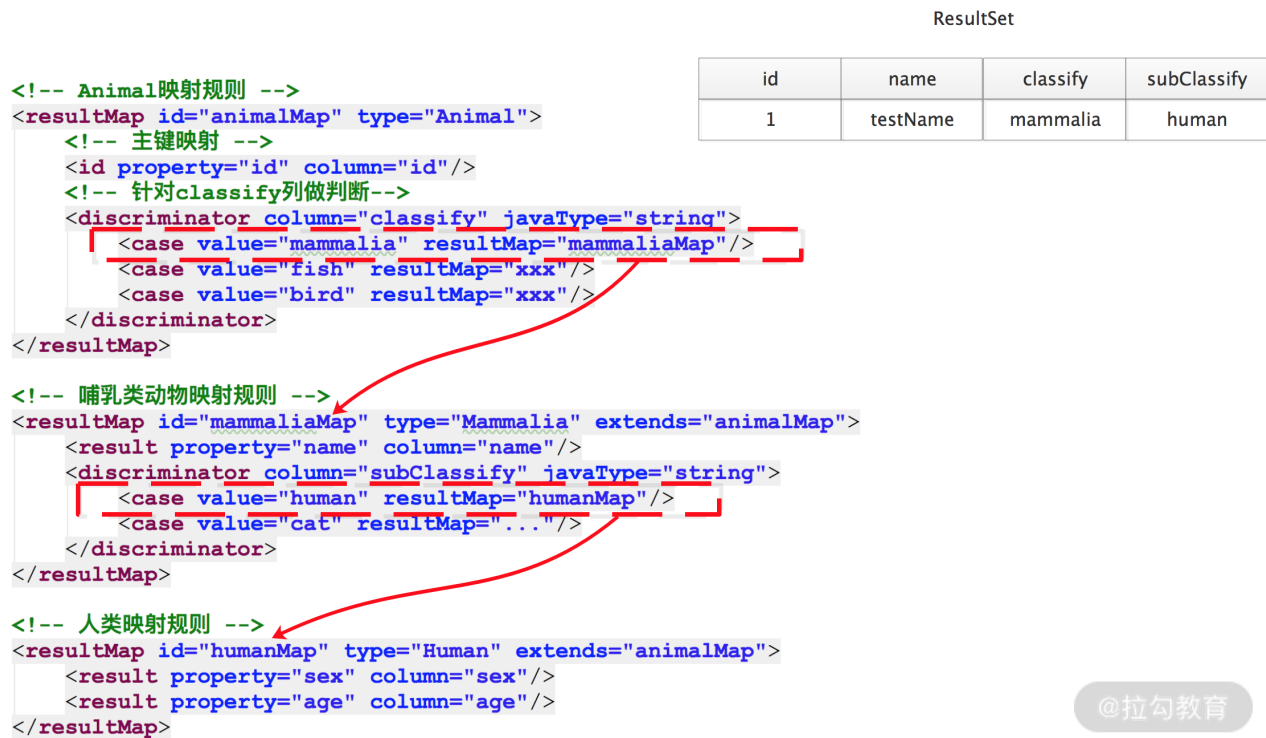 ResultSet
id name classify subClassify
1 testName mammalia human
<!-- Animal映射规则 -->
<resultMap id="animalMap" type="Animal">
<!-- 主键映射 -->
<id property="id" column="id"/>
<!-- 针对classify列做判断-->
<discriminator column="classify" javaType="string">
<case value="mammalia" resultMap="mammaliaMap"/>
<case value="fish" resultMap="xxx"/>
<case value="bird" resultMap="xxx"/>
</discriminator>
</resultMap>
<!-- 哺乳类动物映射规则 -->
<resultMap id="mammaliaMap" type="Mammalia" extends="animalMap">
<result property="name" column="name"/>
<discriminator column="subClassify" javaType="string">
<case value="human" resultMap="humanMap"/>
<case value="cat" resultMap="..."/>
</discriminator>
</resultMap>
<!-- 人类映射规则 -->
<resultMap id="humanMap" type="Human" extends="animalMap">
<result property="sex" column="sex"/>
<result property="age" column="age"/>
</resultMap>
@拉勾教育